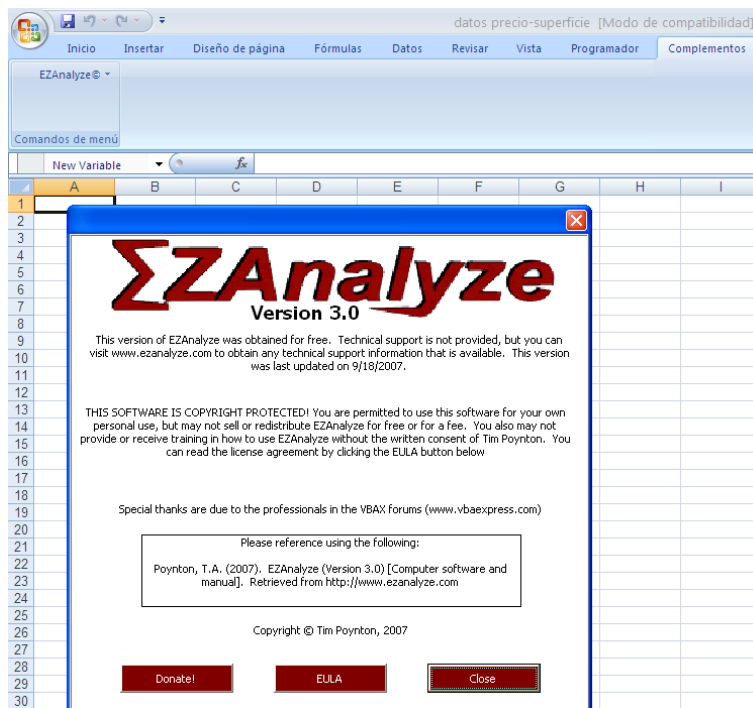 datos precio-superficie [Modo de compatibilidad]
Inicio Insertar Diseño de página Fórmulas Datos Revisar Vista Programador Complementos
EZAnalyze©
Comandos de menú
New Variable fx
A B C D E F G H I
1
2
3
4
5
6
7
8
9
10
11
12
13
14
15
16
17
18
19
20
21
22
23
24
25
26
27
28
29
30
ΣZAnalyze
Version 3.0
This version of EZAnalyze was obtained for free. Technical support is not provided, but you can
visit www.ezanalyze.com to obtain any technical support information that is available. This version
was last updated on 9/18/2007.
THIS SOFTWARE IS COPYRIGHT PROTECTED! You are permitted to use this software for your own
personal use, but may not sell or redistribute EZAnalyze for free or for a fee. You also may not
provide or receive training in how to use EZAnalyze without the written consent of Tim Poynton. You
can read the license agreement by clicking the EULA button below
Special thanks are due to the professionals in the VBAX forums (www.vbaexpress.com)
Please reference using the following:
Poynton, T.A. (2007). EZAnalyze (Version 3.0) [Computer software and
manual]. Retrieved from http://www.ezanalyze.com
Copyright © Tim Poynton, 2007
Donate! EULA Close